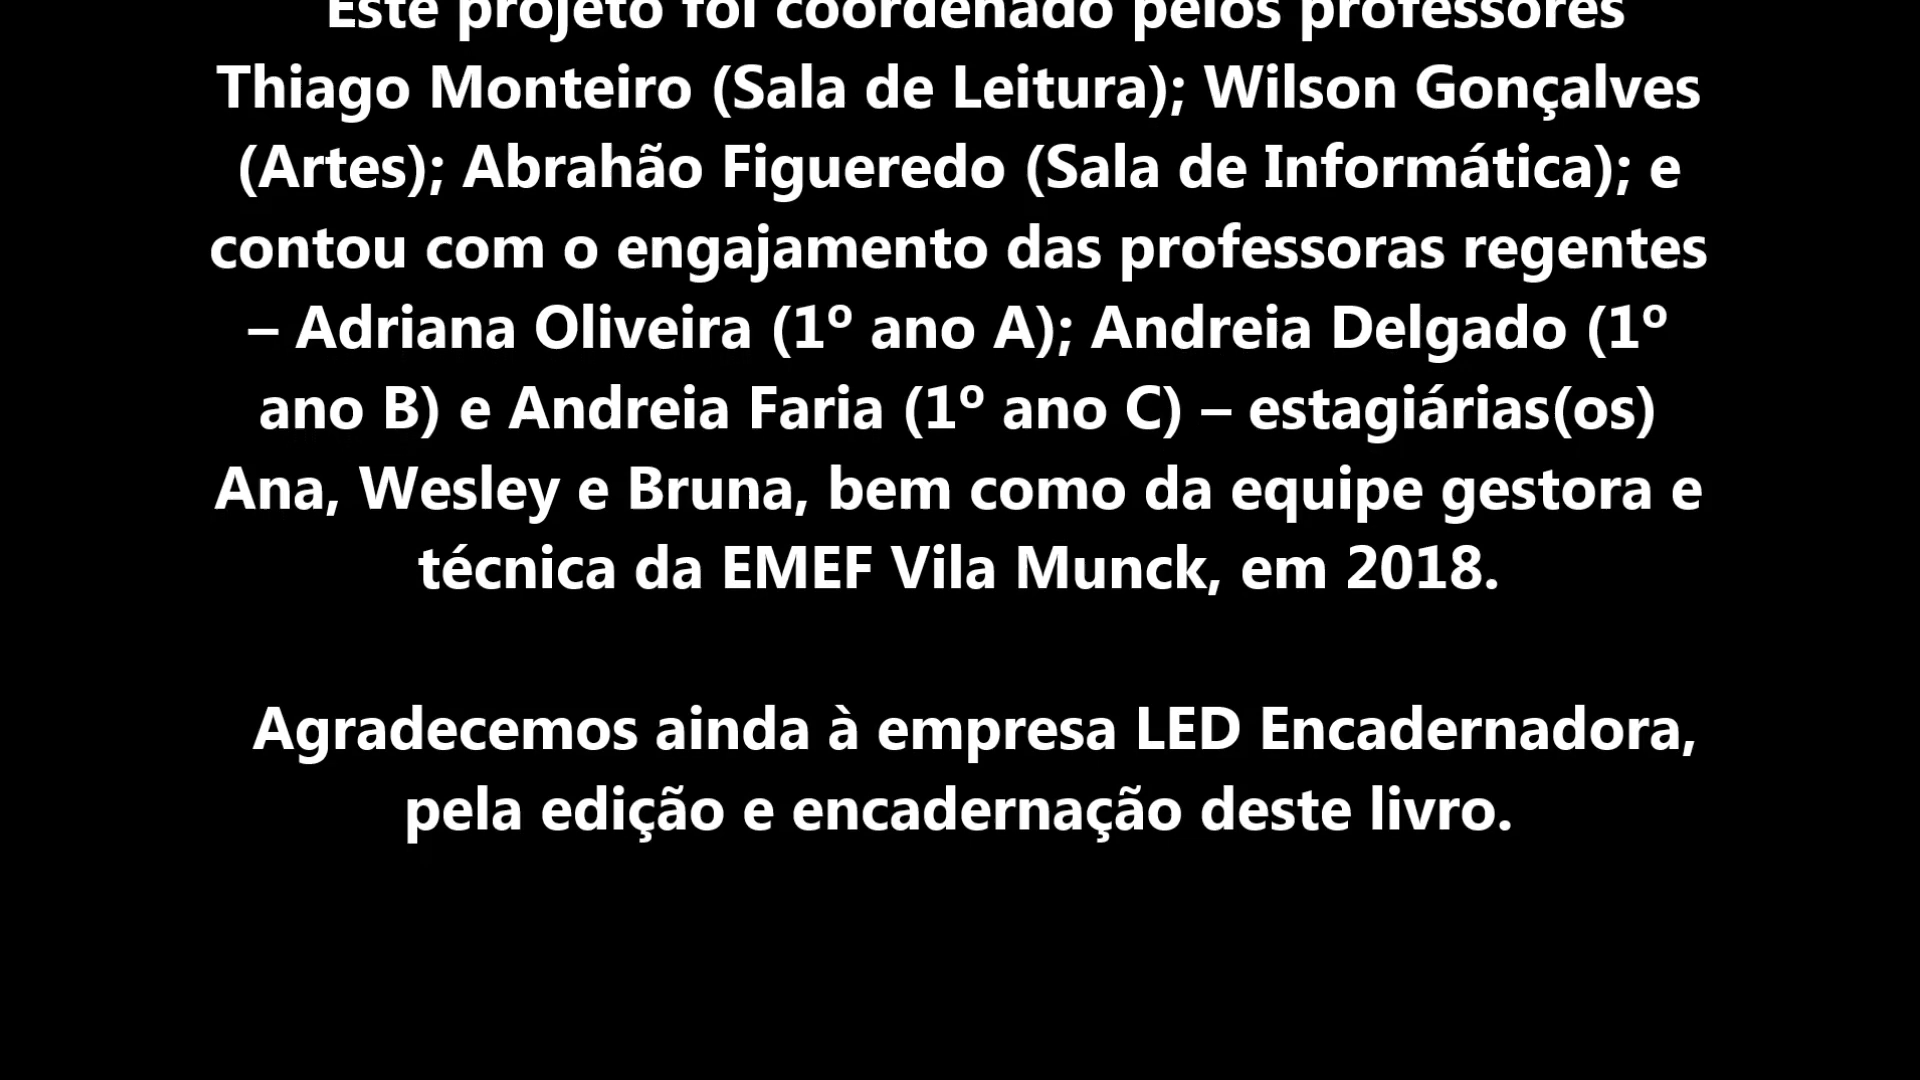 Este projeto foi coordenado pelos professores
Thiago Monteiro (Sala de Leitura); Wilson Gonçalves
(Artes); Abrahão Figueredo (Sala de Informática); e
contou com o engajamento das professoras regentes
– Adriana Oliveira (1º ano A); Andreia Delgado (1º
ano B) e Andreia Faria (1º ano C) – estagiárias(os)
Ana, Wesley e Bruna, bem como da equipe gestora e
técnica da EMEF Vila Munck, em 2018.
Agradecemos ainda à empresa LED Encadernadora,
pela edição e encadernação deste livro.